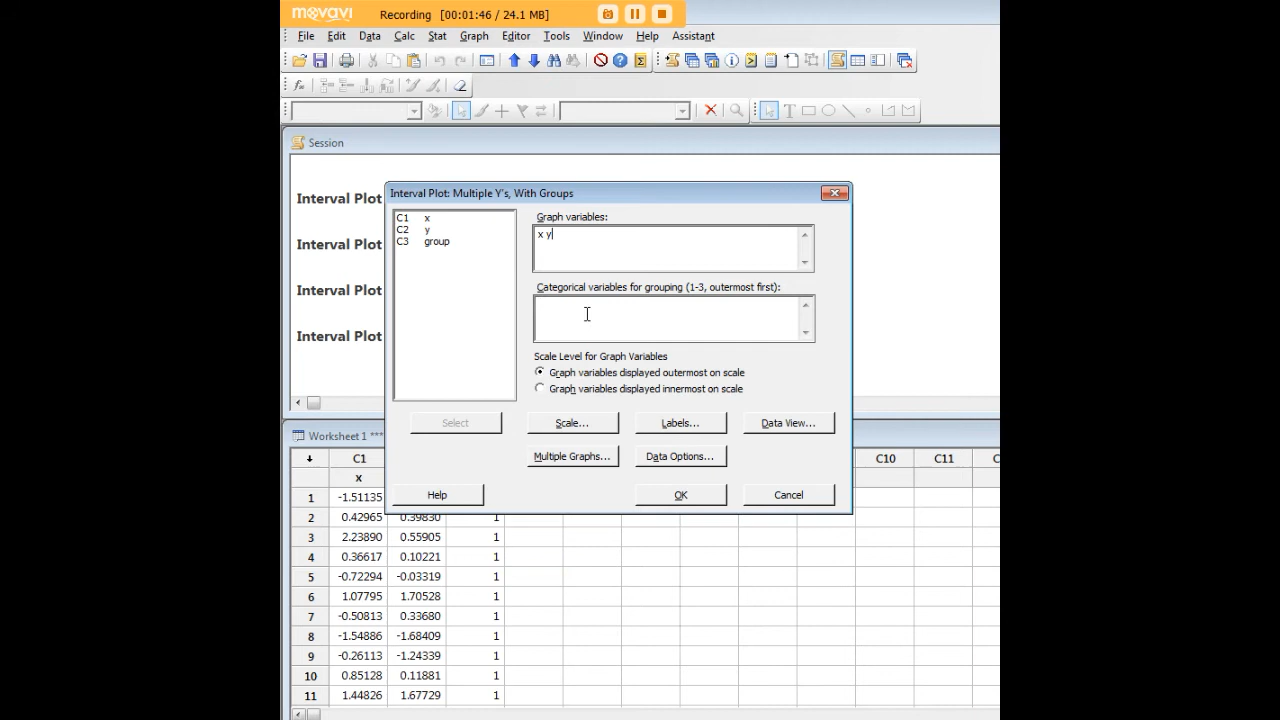 movavi Recording [00:01:46 / 24.1 MB]
File Edit Data Calc Stat Graph Editor Tools Window Help Assistant
Session
Interval Plot
Interval Plot
Interval Plot
Interval Plot
Interval Plot: Multiple Y's, With Groups
C1 x
C2 y
C3 group
Graph variables:
x y
Categorical variables for grouping (1-3, outermost first):
Scale Level for Graph Variables
Graph variables displayed outermost on scale
Graph variables displayed innermost on scale
Select Scale... Labels... Data View...
Multiple Graphs... Data Options...
Help OK Cancel
Worksheet 1 ***
C1 C10 C11 C
x
1 -1.51135
2 0.42965 0.39830 1
3 2.23890 0.55905 1
4 0.36617 0.10221 1
5 -0.72294 -0.03319 1
6 1.07795 1.70528 1
7 -0.50813 0.33680 1
8 -1.54886 -1.68409 1
9 -0.26113 -1.24339 1
10 0.85128 0.11881 1
11 1.44826 1.67729 1